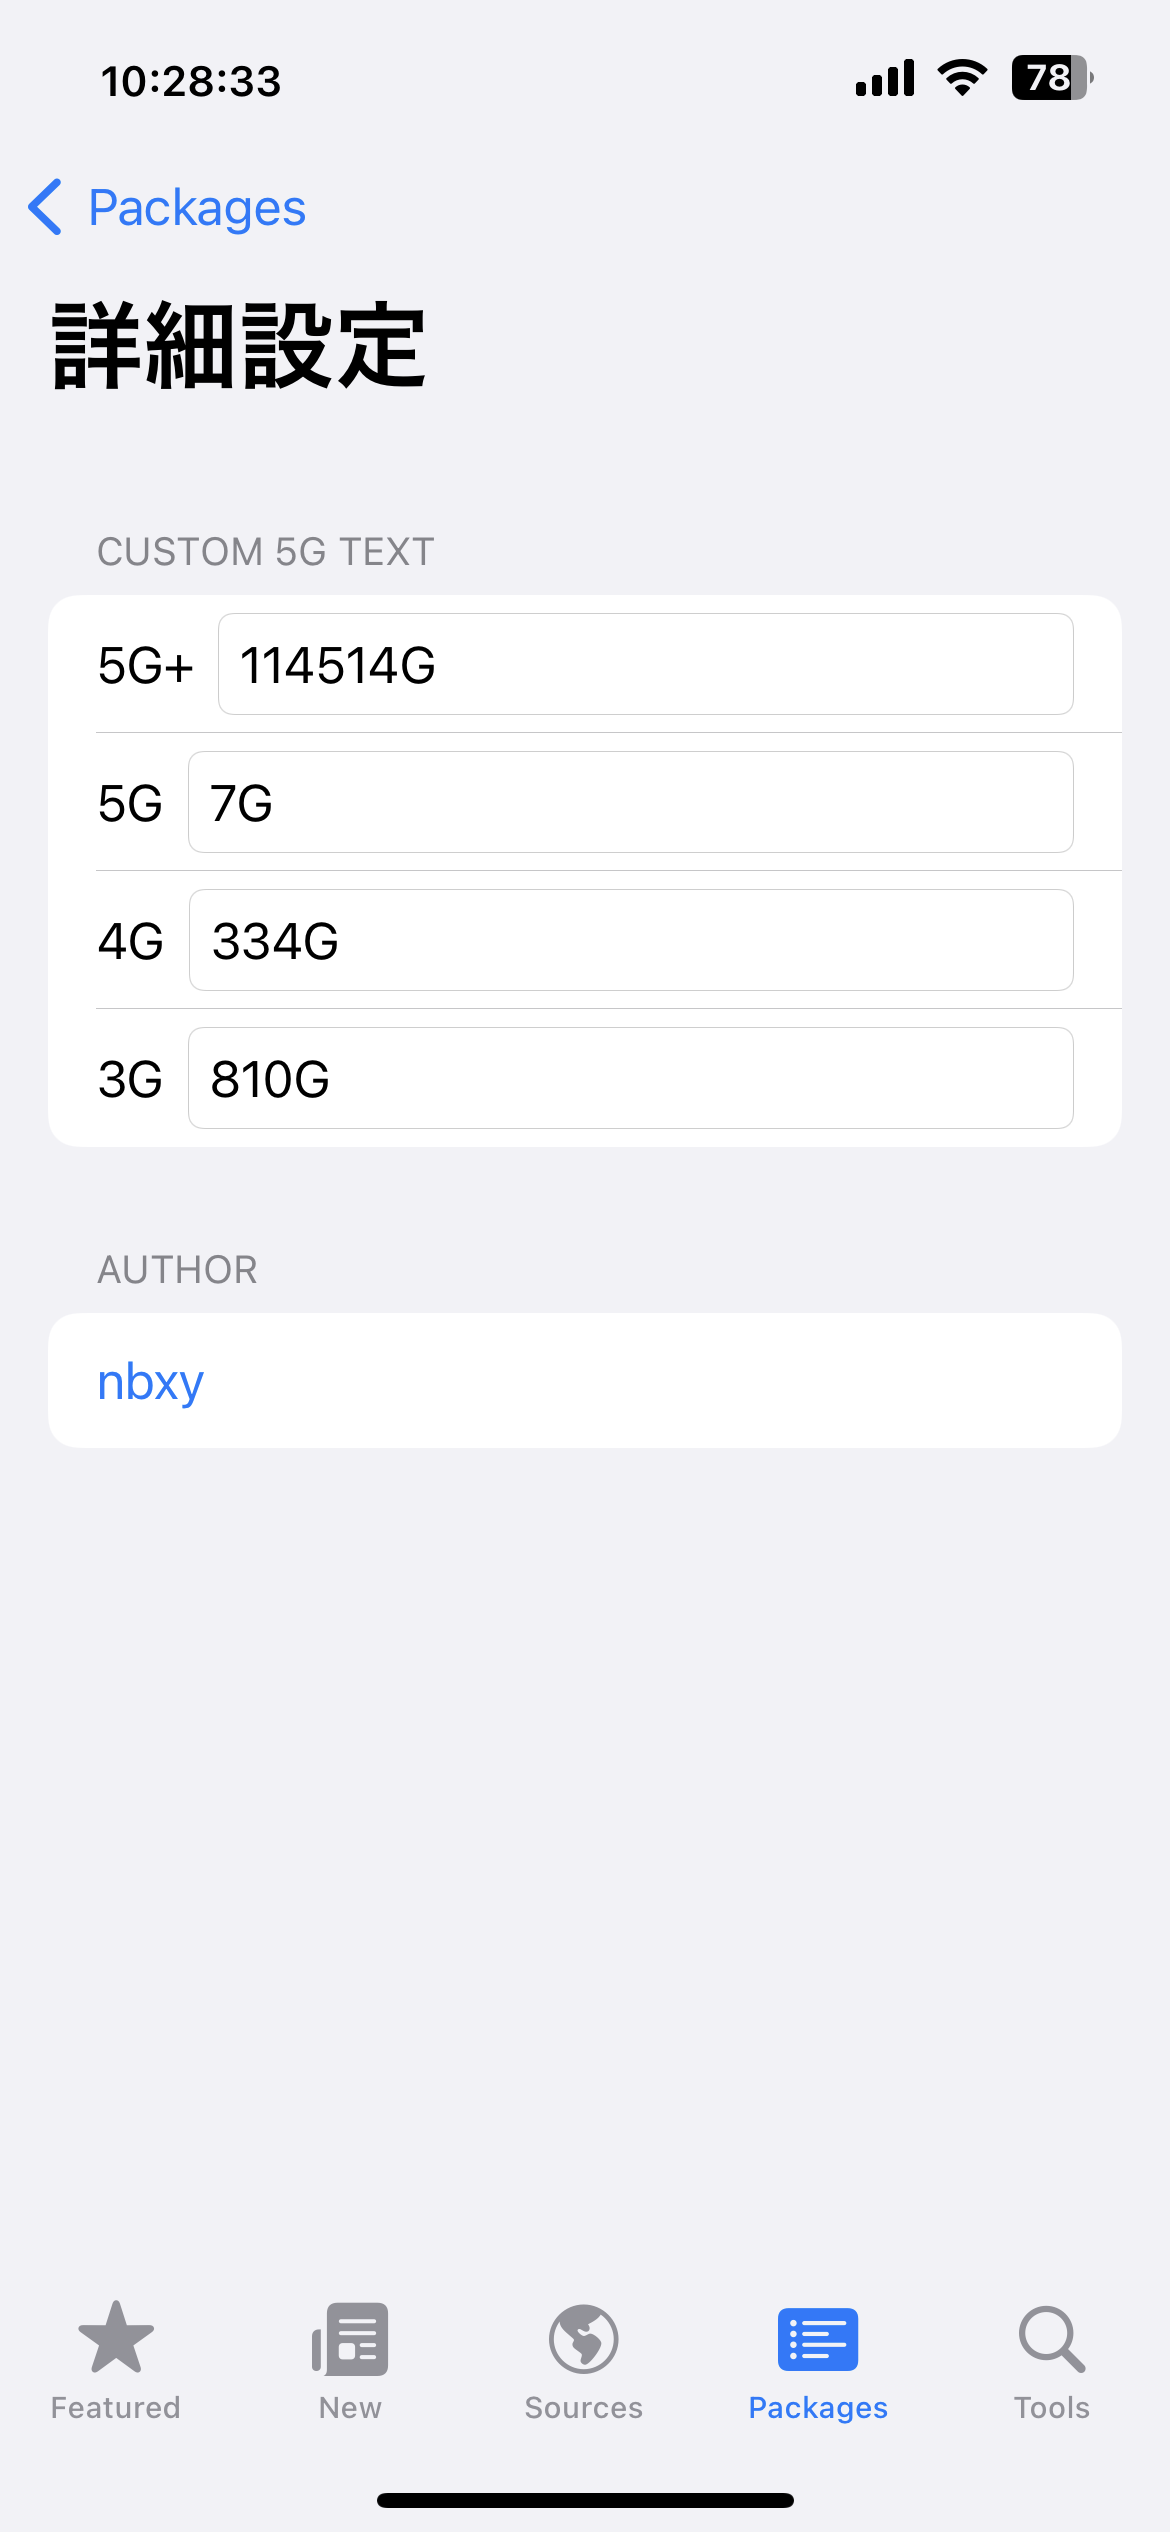 10:28:33
78
Packages
詳細設定
CUSTOM 5G TEXT
5G+ 114514G
5G 7G
4G 334G
3G 810G
AUTHOR
nbxy
Featured New Sources Packages Tools